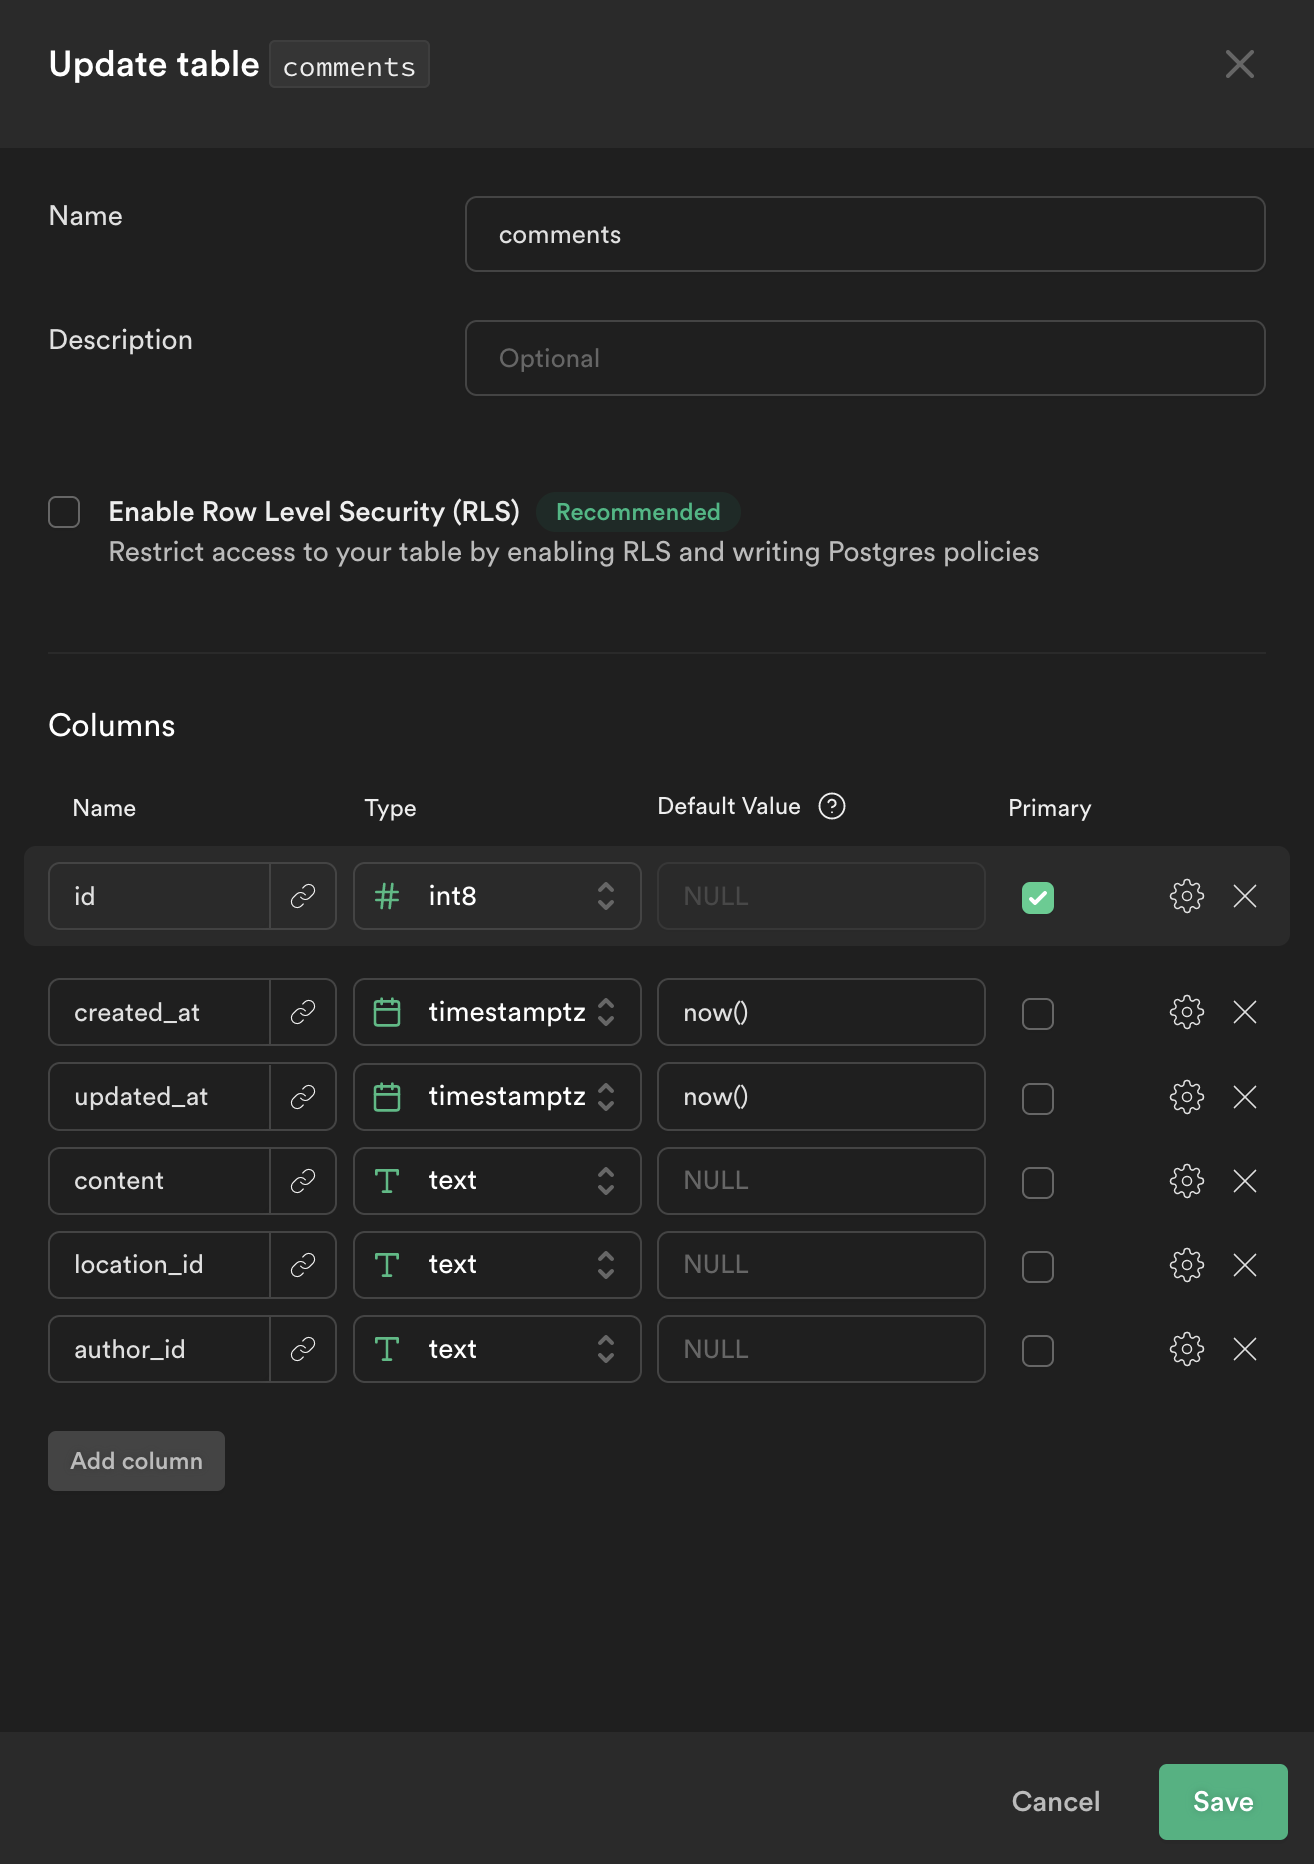 Update table comments
Name
comments
Description
Optional
Enable Row Level Security (RLS) Recommended
Restrict access to your table by enabling RLS and writing Postgres policies
Columns
Name Type Default Value ? Primary
id # int8 NULL
created_at timestamptz now()
updated_at timestamptz now()
content T text NULL
location_id T text NULL
author_id T text NULL
Add column
Cancel Save